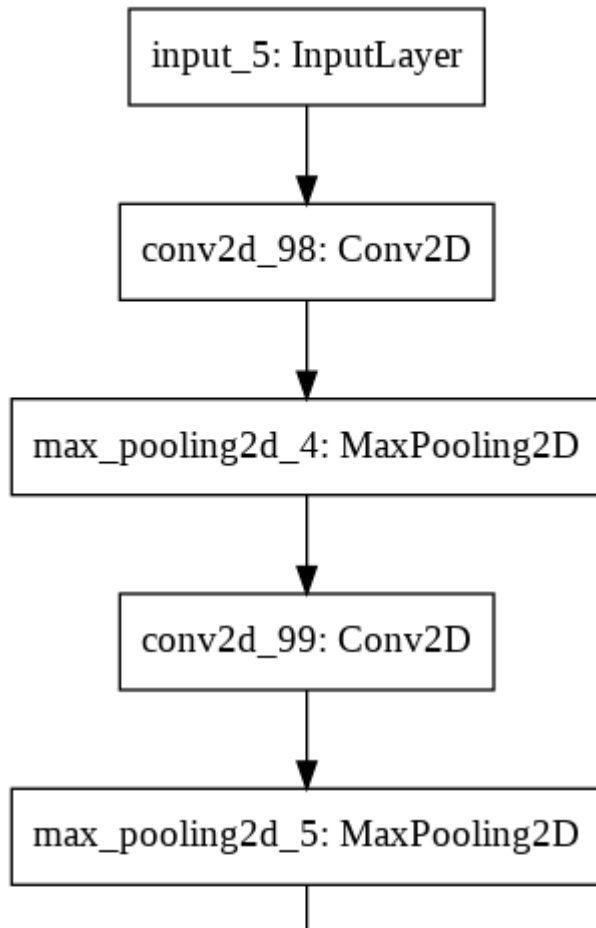 input_5: InputLayer
conv2d_98: Conv2D
max_pooling2d_4: MaxPooling2D
conv2d_99: Conv2D
max_pooling2d_5: MaxPooling2D